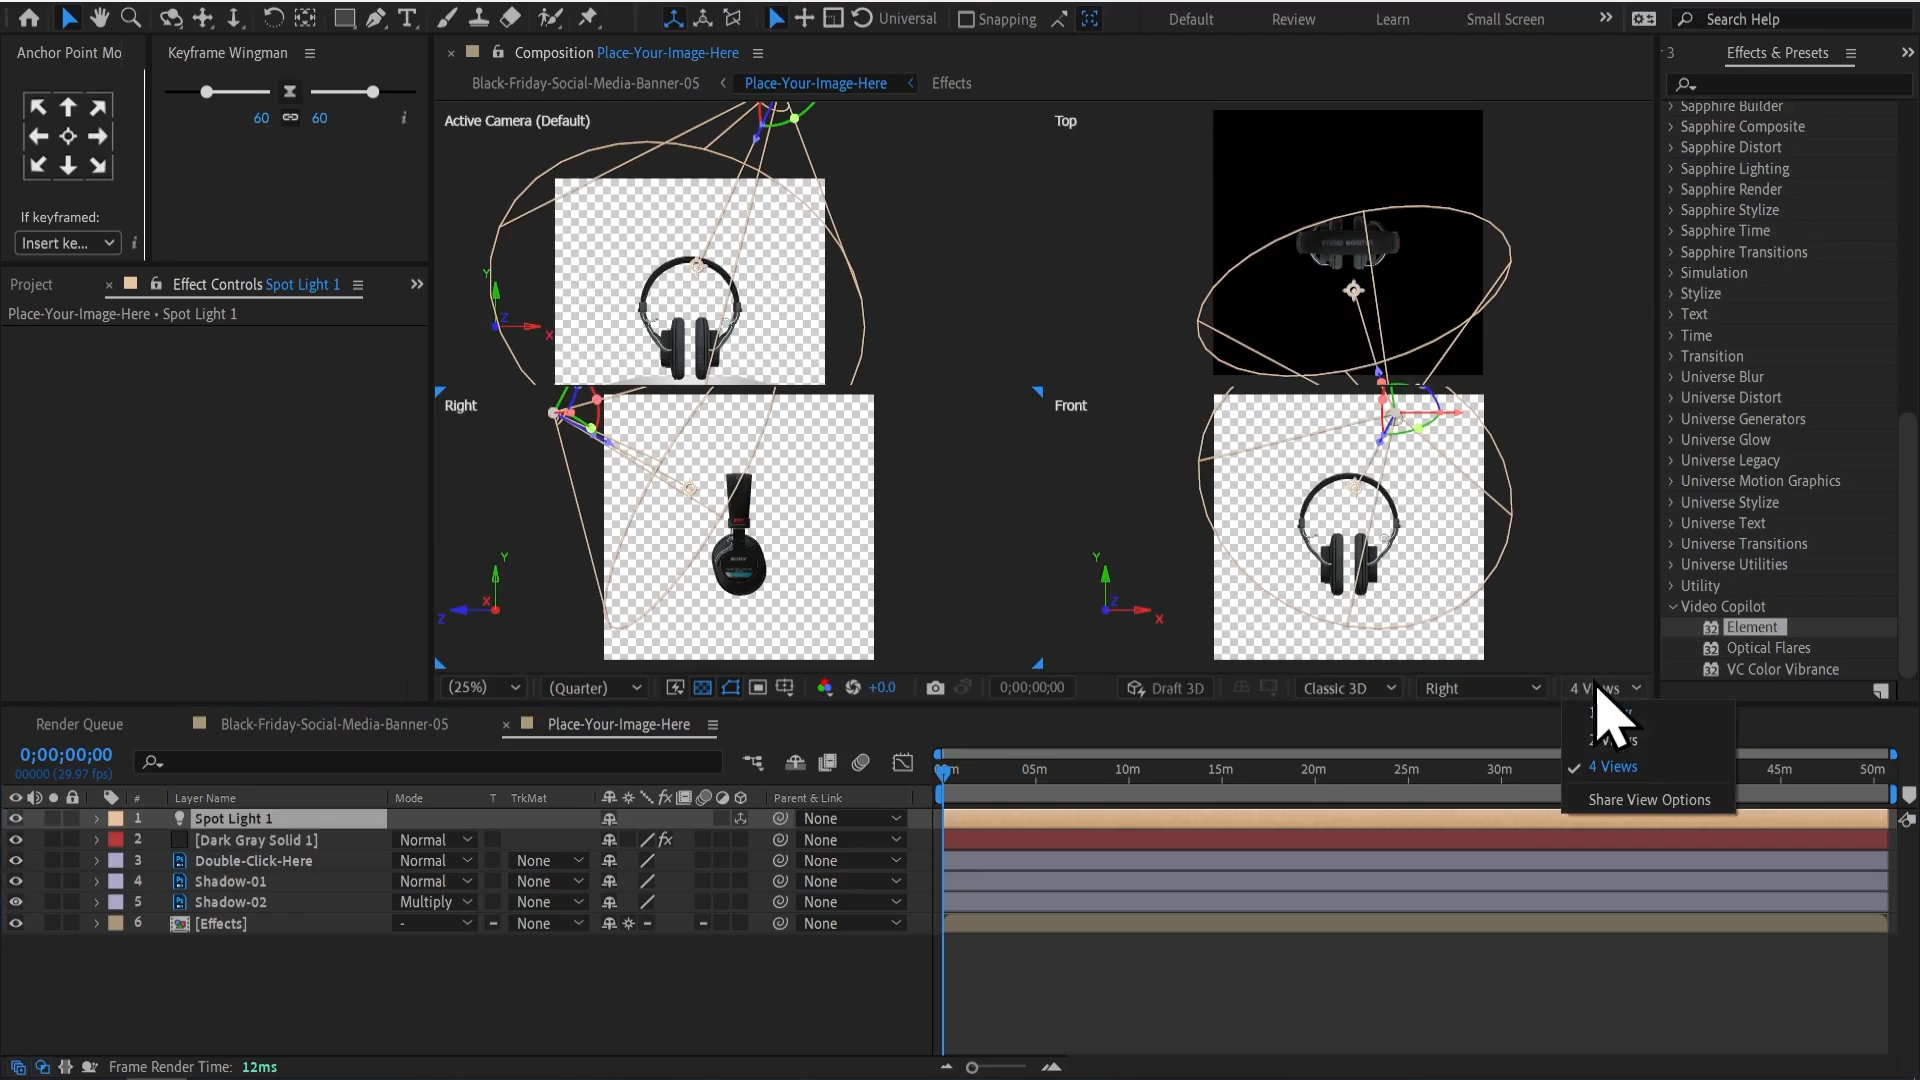 Universal
Snapping
Default
Review
Learn
Small Screen
Search Help
Anchor Point Mo
Keyframe Wingman
Composition Place-Your-Image-Here
3
Effects & Presets
Black-Friday-Social-Media-Banner-05
Place-Your-Image-Here
Effects
60
60
Active Camera (Default)
Top
If keyframed:
Insert ke...
Project
Effect Controls Spot Light 1
Place-Your-Image-Here • Spot Light 1
Right
Front
Sapphire Builder
Sapphire Composite
Sapphire Distort
Sapphire Lighting
Sapphire Render
Sapphire Stylize
Sapphire Time
Sapphire Transitions
Simulation
Stylize
Text
Time
Transition
Universe Blur
Universe Distort
Universe Generators
Universe Glow
Universe Legacy
Universe Motion Graphics
Universe Stylize
Universe Text
Universe Transitions
Universe Utilities
Utility
Video Copilot
Element
Optical Flares
VC Color Vibrance
(25%)
(Quarter)
+0.0
0;00;00;00
Draft 3D
Classic 3D
Right
4 Views
4 Views
Share View Options
Render Queue
Black-Friday-Social-Media-Banner-05
Place-Your-Image-Here
0;00;00;00
00000 (29.97 fps)
05m
10m
15m
20m
25m
30m
45m
50m
#
Layer Name
Mode
T
TrkMat
Parent & Link
1 Spot Light 1 None
2 [Dark Gray Solid 1] Normal None
3 Double-Click-Here Normal None None
4 Shadow-01 Normal None None
5 Shadow-02 Multiply None None
6 [Effects] - None None
Frame Render Time: 12ms